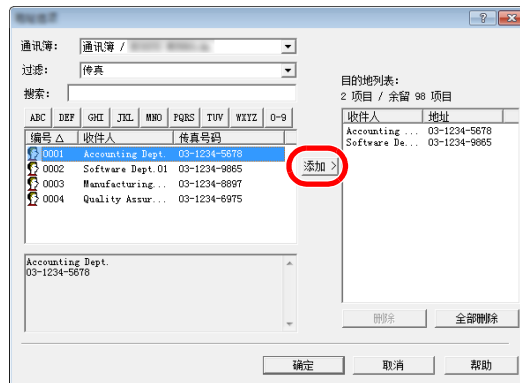 通讯簿: 通讯簿 /
过滤: 传真
搜索:
ABC DEF GHI JKL MNO PQRS TUV WXYZ 0-9
编号 △ 收件人 传真号码
0001 Accounting Dept. 03-1234-5678
0002 Software Dept.01 03-1234-9865
0003 Manufacturing... 03-1234-8897
0004 Quality Assur... 03-1234-6975
Accounting Dept.
03-1234-5678
添加 >
目的地列表:
2 项目 / 余留 98 项目
收件人 地址
Accounting ... 03-1234-5678
Software De... 03-1234-9865
删除 全部删除
确定 取消 帮助